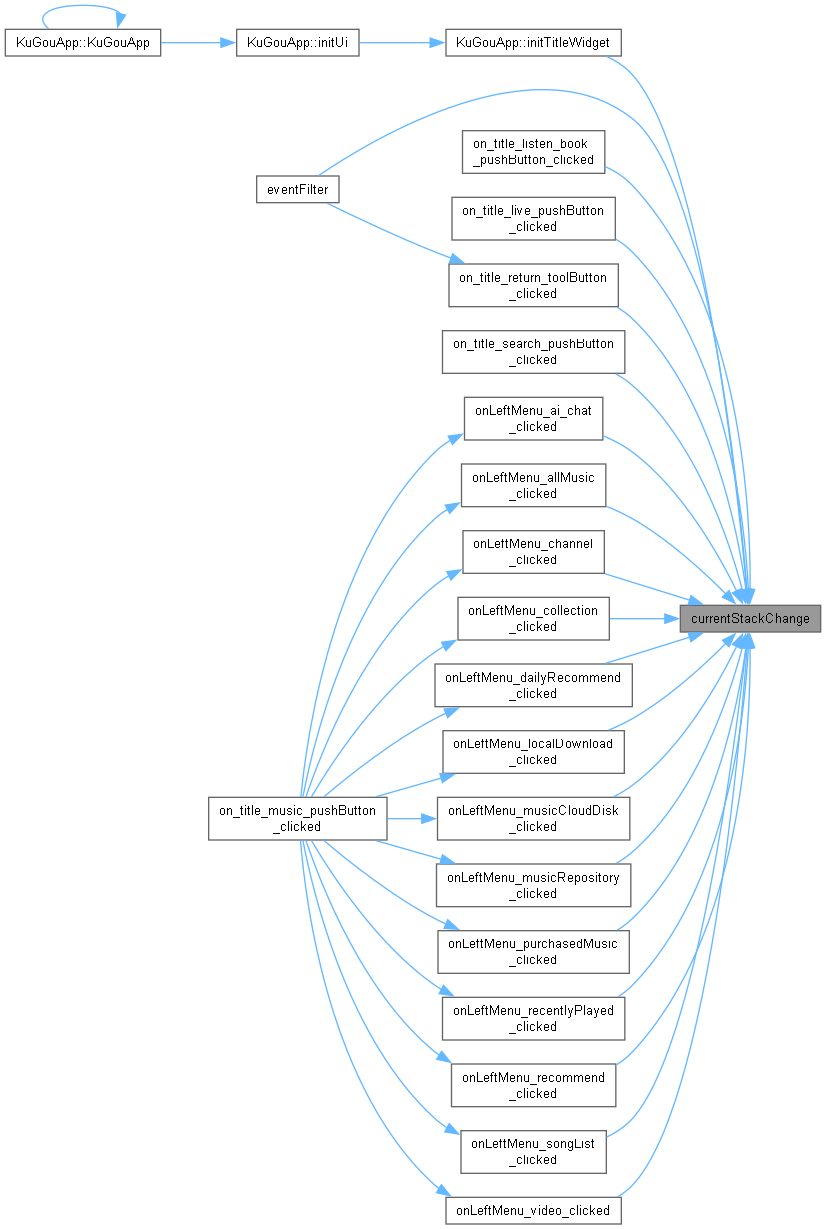 KuGouApp::KuGouApp
KuGouApp::initUi
KuGouApp::initTitleWidget
on_title_listen_book
_pushButton_clicked
eventFilter
on_title_live_pushButton
_clicked
on_title_return_toolButton
_clicked
on_title_search_pushButton
_clicked
onLeftMenu_ai_chat
_clicked
onLeftMenu_allMusic
_clicked
onLeftMenu_channel
_clicked
onLeftMenu_collection
_clicked
currentStackChange
onLeftMenu_dailyRecommend
_clicked
onLeftMenu_localDownload
_clicked
on_title_music_pushButton
_clicked
onLeftMenu_musicCloudDisk
_clicked
onLeftMenu_musicRepository
_clicked
onLeftMenu_purchasedMusic
_clicked
onLeftMenu_recentlyPlayed
_clicked
onLeftMenu_recommend
_clicked
onLeftMenu_songList
_clicked
onLeftMenu_video_clicked